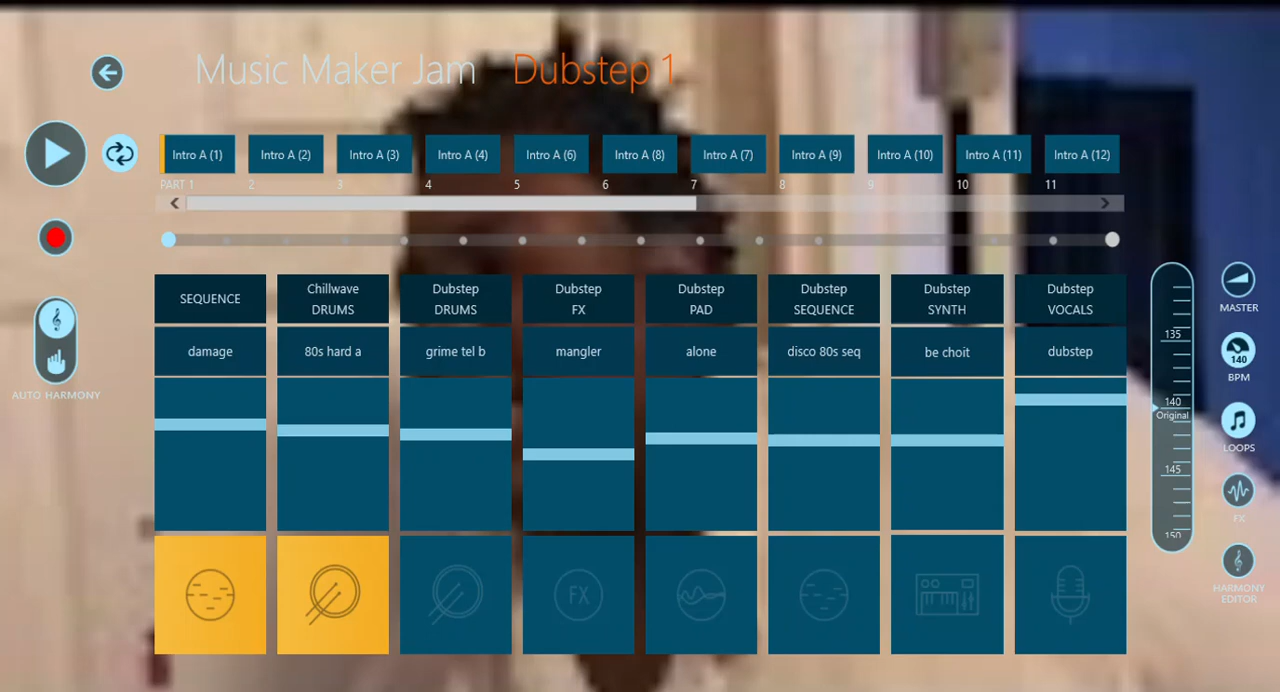 Music Maker Jam Dubstep 1
Intro A (1) Intro A (2) Intro A (3) Intro A (4) Intro A (6) Intro A (8) Intro A (7) Intro A (9) Intro A (10) Intro A (11) Intro A (12)
PART 1 2 3 4 5 6 7 8 9 10 11
AUTO HARMONY
SEQUENCE
Chillwave
DRUMS
Dubstep
DRUMS
Dubstep
FX
Dubstep
PAD
Dubstep
SEQUENCE
Dubstep
SYNTH
Dubstep
VOCALS
damage 80s hard a grime tel b mangler alone disco 80s seq be choit dubstep
FX
135
140
Original
145
150
MASTER
140
BPM
LOOPS
FX
HARMONY
EDITOR